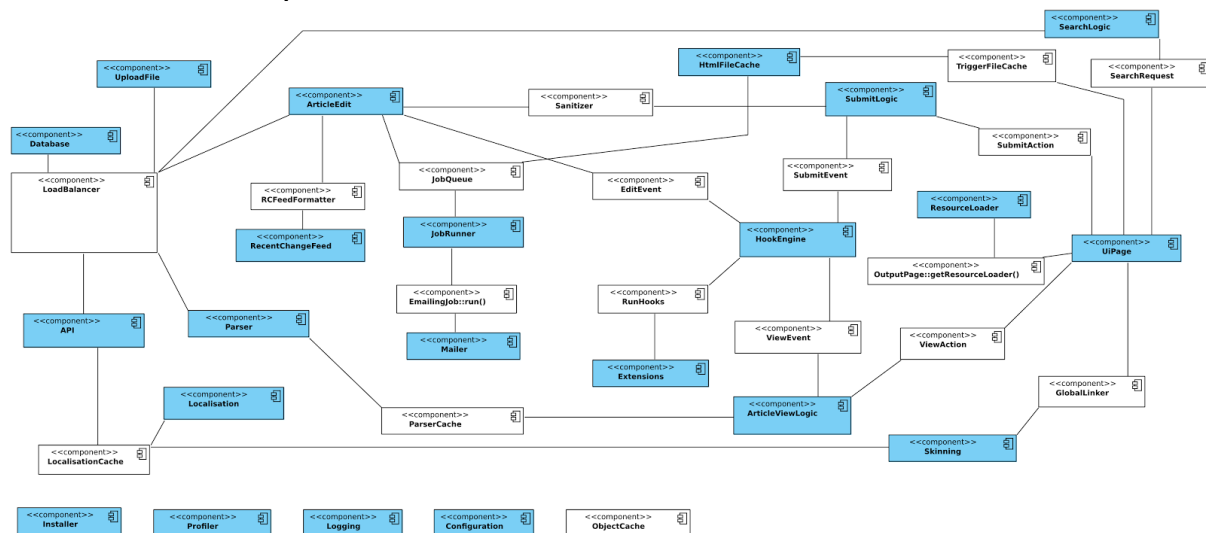 <<component>>
SearchLogic
<<component>>
UploadFile
<<component>>
HtmlFileCache
<<component>>
TriggerFileCache
<<component>>
SearchRequest
<<component>>
ArticleEdit
<<component>>
Sanitizer
<<component>>
SubmitLogic
<<component>>
Database
<<component>>
SubmitAction
<<component>>
LoadBalancer
<<component>>
RCFeedFormatter
<<component>>
JobQueue
<<component>>
EditEvent
<<component>>
SubmitEvent
<<component>>
ResourceLoader
<<component>>
RecentChangeFeed
<<component>>
JobRunner
<<component>>
HookEngine
<<component>>
UiPage
<<component>>
OutputPage::getResourceLoader()
<<component>>
EmailingJob::run()
<<component>>
RunHooks
<<component>>
API
<<component>>
Parser
<<component>>
Mailer
<<component>>
ViewEvent
<<component>>
ViewAction
<<component>>
Extensions
<<component>>
Localisation
<<component>>
ParserCache
<<component>>
ArticleViewLogic
<<component>>
GlobalLinker
<<component>>
LocalisationCache
<<component>>
Skinning
<<component>>
Installer
<<component>>
Profiler
<<component>>
Logging
<<component>>
Configuration
<<component>>
ObjectCache